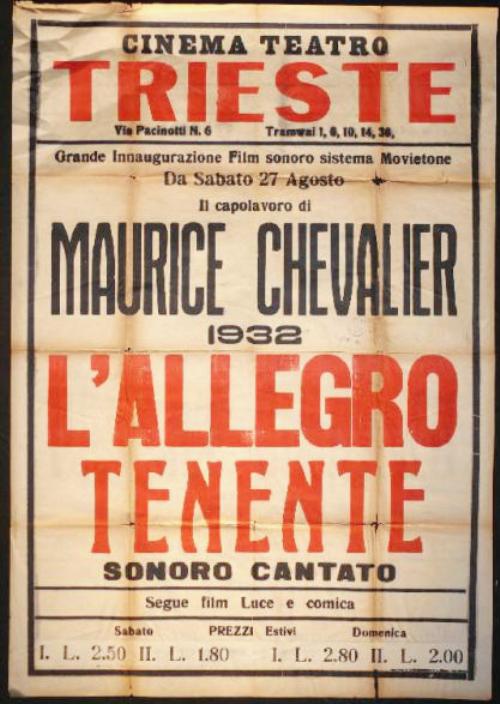 CINEMA TEATRO
TRIESTE
Via Pacinotti N. 6 Tramwai 1, 6, 10, 14, 36,
Grande Innaugurazione Film sonoro sistema Movietone
Da Sabato 27 Agosto
Il capolavoro di
MAURICE CHEVALIER
1932
L'ALLEGRO
TENENTE
SONORO CANTATO
Segue film Luce e comica
Sabato PREZZI Estivi Domenica
I. L. 2.50 II. L. 1.80 I. L. 2.80 II. L. 2.00